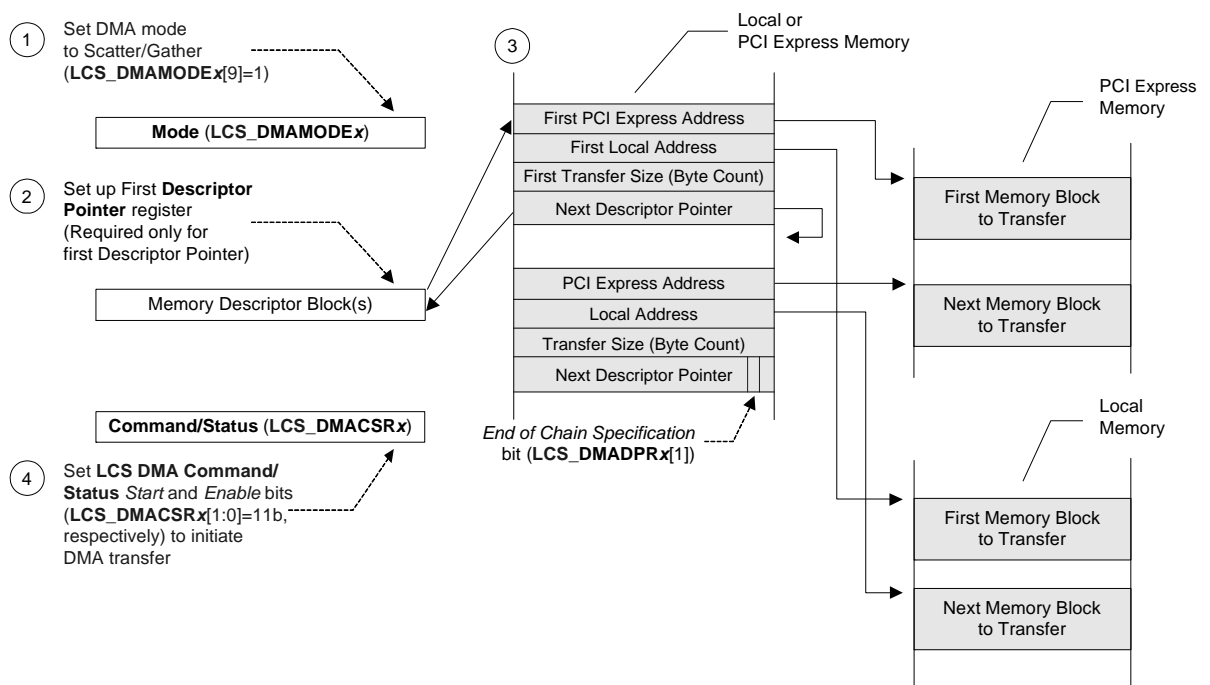 1
Set DMA mode
to Scatter/Gather
(LCS_DMAMODEx[9]=1)
Mode (LCS_DMAMODEx)
2
Set up First Descriptor
Pointer register
(Required only for
first Descriptor Pointer)
Memory Descriptor Block(s)
Command/Status (LCS_DMACSRx)
4
Set LCS DMA Command/
Status Start and Enable bits
(LCS_DMACSRx[1:0]=11b,
respectively) to initiate
DMA transfer
3
Local or
PCI Express Memory
First PCI Express Address
First Local Address
First Transfer Size (Byte Count)
Next Descriptor Pointer
PCI Express Address
Local Address
Transfer Size (Byte Count)
Next Descriptor Pointer
End of Chain Specification
bit (LCS_DMADPRx[1])
PCI Express
Memory
First Memory Block
to Transfer
Next Memory Block
to Transfer
Local
Memory
First Memory Block
to Transfer
Next Memory Block
to Transfer